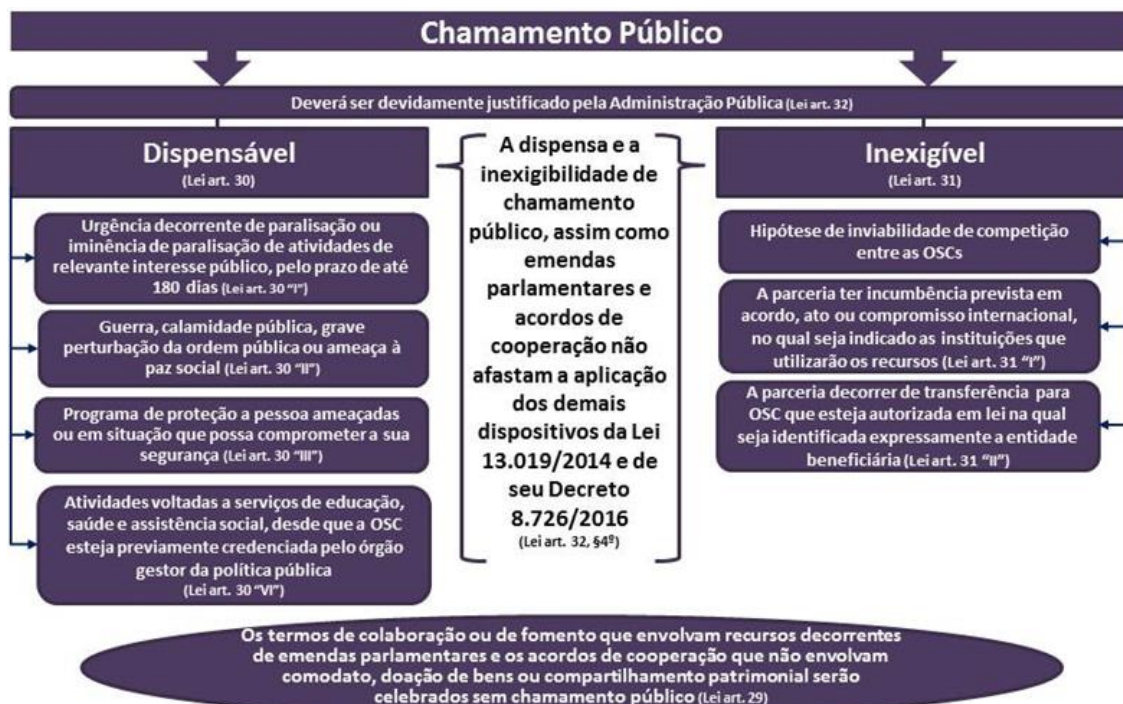 Chamamento Público
Deverá ser devidamente justificado pela Administração Pública (Lei art. 32)
Dispensável
(Lei art. 30)
Urgência decorrente de paralisação ou
iminência de paralisação de atividades de
relevante interesse público, pelo prazo de até
180 dias (Lei art. 30 "I")
Guerra, calamidade pública, grave
perturbação da ordem pública ou ameaça à
paz social (Lei art. 30 "II")
Programa de proteção a pessoa ameaçadas
ou em situação que possa comprometer a sua
segurança (Lei art. 30 "III")
Atividades voltadas a serviços de educação,
saúde e assistência social, desde que a OSC
esteja previamente credenciada pelo órgão
gestor da política pública
(Lei art. 30 "VI")
A dispensa e a
inexigibilidade de
chamamento
público, assim como
emendas
parlamentares e
acordos de
cooperação não
afastam a aplicação
dos demais
dispositivos da Lei
13.019/2014 e de
seu Decreto
8.726/2016
(Lei art. 32, §4º)
Inexigível
(Lei art. 31)
Hipótese de inviabilidade de competição
entre as OSCs
A parceria ter incumbência prevista em
acordo, ato ou compromisso internacional,
no qual seja indicado as instituições que
utilizarão os recursos (Lei art. 31 "I")
A parceria decorrer de transferência para
OSC que esteja autorizada em lei na qual
seja identificada expressamente a entidade
beneficiária (Lei art. 31 "II")
Os termos de colaboração ou de fomento que envolvam recursos decorrentes
de emendas parlamentares e os acordos de cooperação que não envolvam
comodato, doação de bens ou compartilhamento patrimonial serão
celebrados sem chamamento público (Lei art. 29)